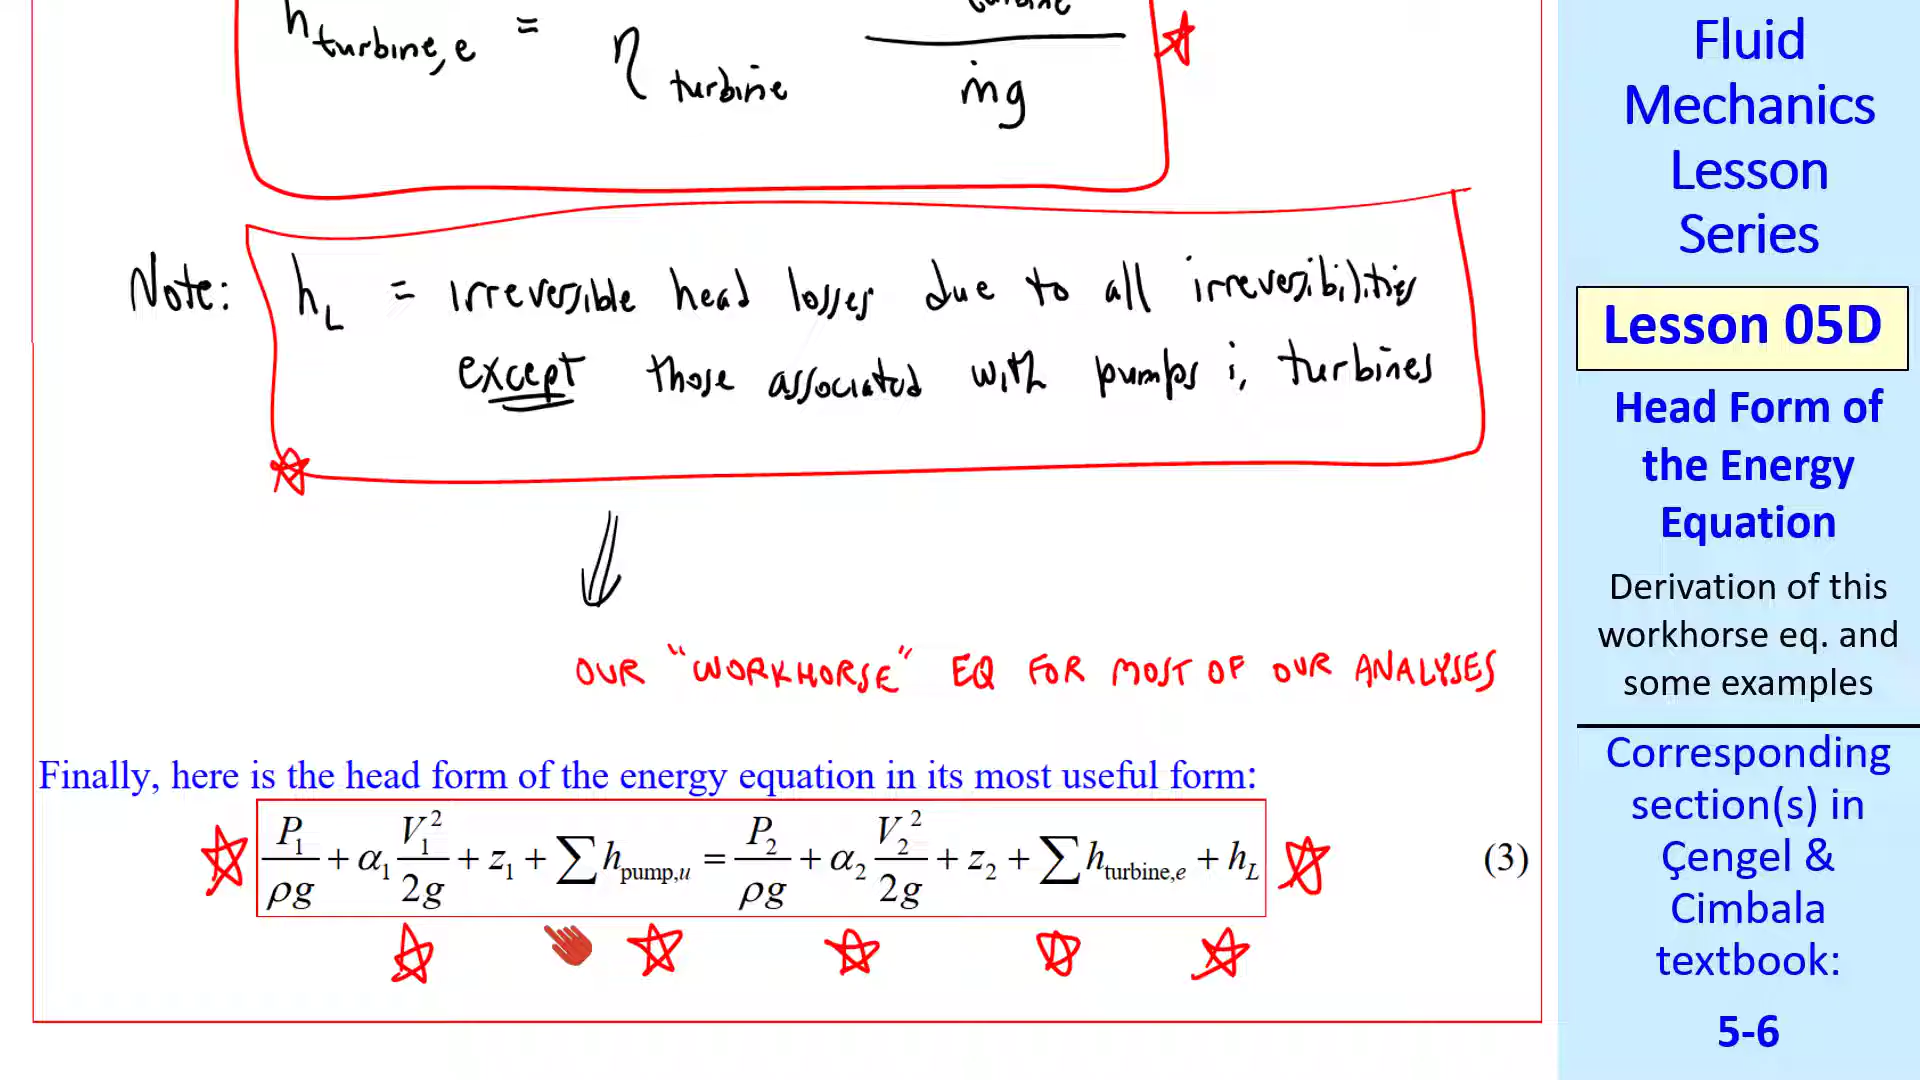 h_turbine,e = η_turbine turbine / ṁg
Note: h_L = irreversible head losses due to all irreversibilities
except those associated with pumps & turbines
OUR "WORKHORSE" EQ FOR MOST OF OUR ANALYSES
Finally, here is the head form of the energy equation in its most useful form:
P₁/ρg + α₁ V₁²/2g + z₁ + ∑ h_pump,u = P₂/ρg + α₂ V₂²/2g + z₂ + ∑ h_turbine,e + h_L (3)
Fluid
Mechanics
Lesson
Series
Lesson 05D
Head Form of
the Energy
Equation
Derivation of this
workhorse eq. and
some examples
Corresponding
section(s) in
Çengel &
Cimbala
textbook:
5-6